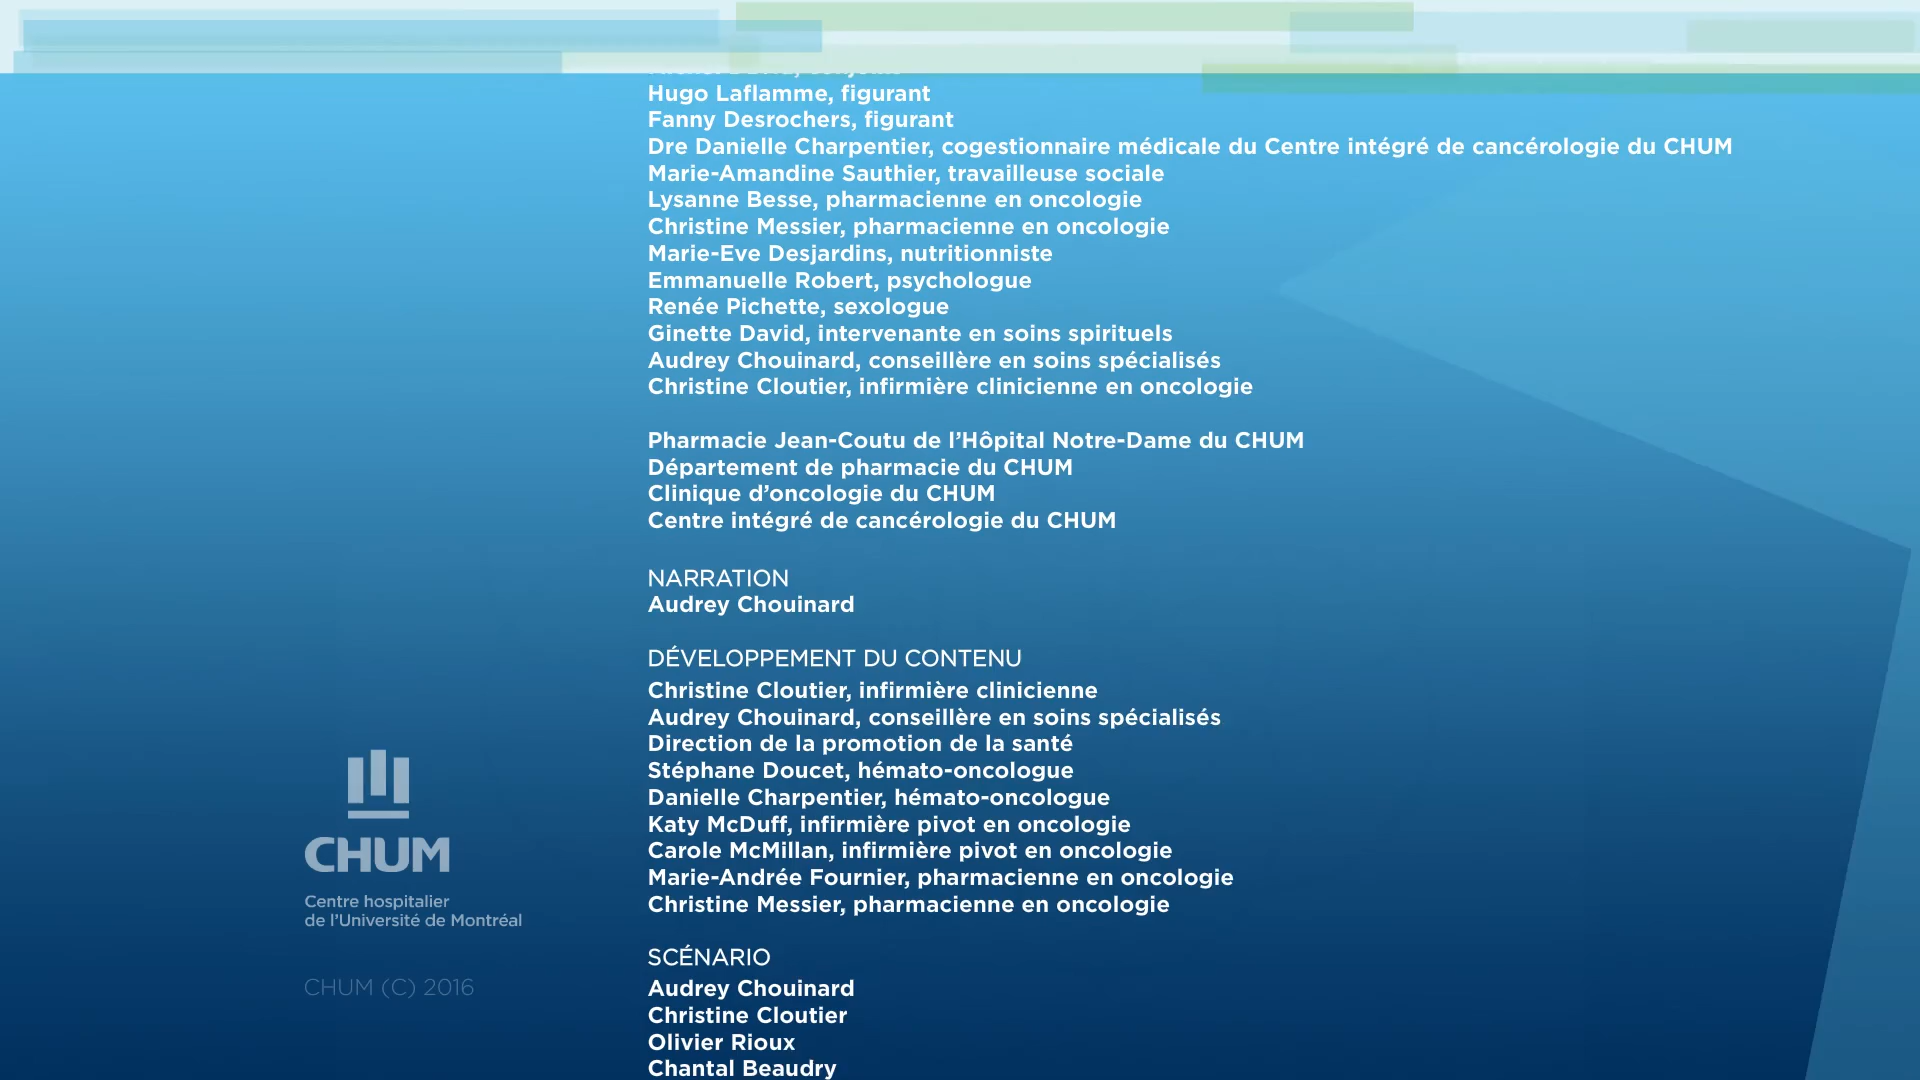 Hugo Laflamme, figurant
Fanny Desrochers, figurant
Dre Danielle Charpentier, cogestionnaire médicale du Centre intégré de cancérologie du CHUM
Marie-Amandine Sauthier, travailleuse sociale
Lysanne Besse, pharmacienne en oncologie
Christine Messier, pharmacienne en oncologie
Marie-Eve Desjardins, nutritionniste
Emmanuelle Robert, psychologue
Renée Pichette, sexologue
Ginette David, intervenante en soins spirituels
Audrey Chouinard, conseillère en soins spécialisés
Christine Cloutier, infirmière clinicienne en oncologie
Pharmacie Jean-Coutu de l’Hôpital Notre-Dame du CHUM
Département de pharmacie du CHUM
Clinique d’oncologie du CHUM
Centre intégré de cancérologie du CHUM
NARRATION
Audrey Chouinard
DÉVELOPPEMENT DU CONTENU
Christine Cloutier, infirmière clinicienne
Audrey Chouinard, conseillère en soins spécialisés
Direction de la promotion de la santé
Stéphane Doucet, hémato-oncologue
Danielle Charpentier, hémato-oncologue
Katy McDuff, infirmière pivot en oncologie
Carole McMillan, infirmière pivot en oncologie
Marie-Andrée Fournier, pharmacienne en oncologie
Christine Messier, pharmacienne en oncologie
SCÉNARIO
Audrey Chouinard
Christine Cloutier
Olivier Rioux
Chantal Beaudry
CHUM
Centre hospitalier
de l’Université de Montréal
CHUM (C) 2016